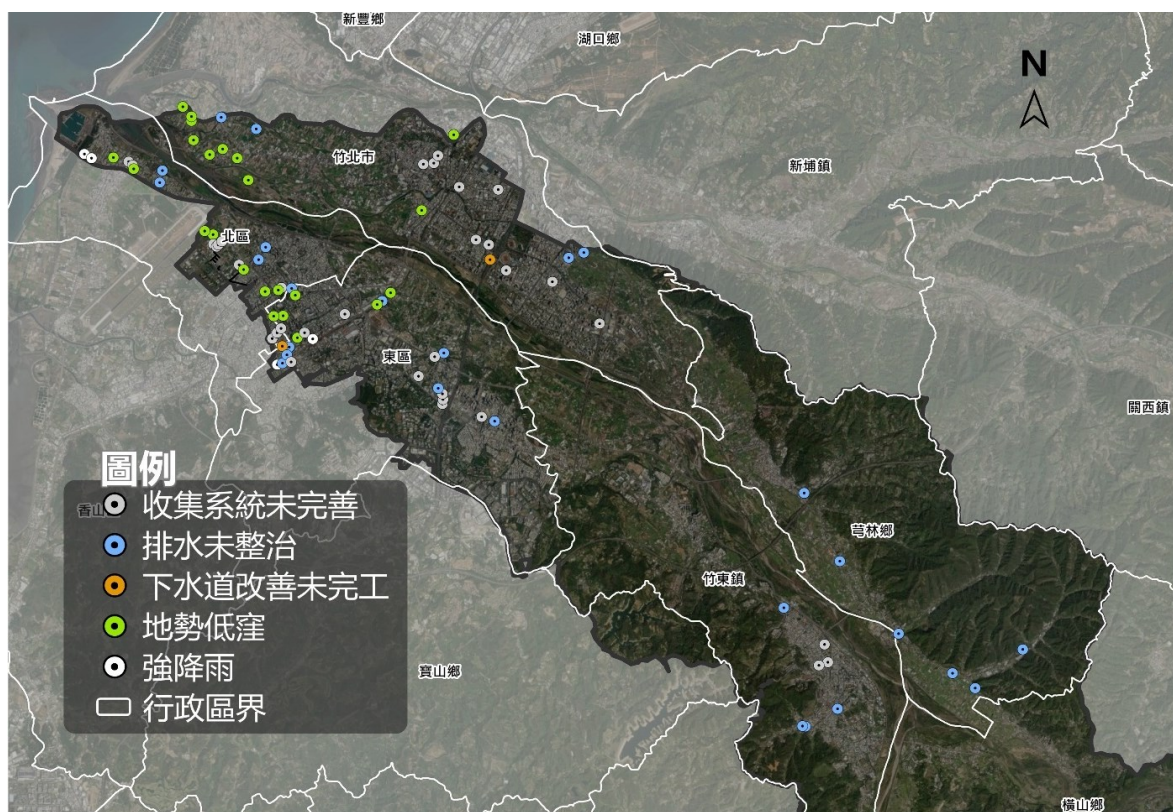 新豐鄉
湖口鄉
N
竹北市
新埔鎮
北區
東區
關西鎮
圖例
香山
收集系統未完善
排水未整治
下水道改善未完工
地勢低窪
強降雨
行政區界
芎林鄉
竹東鎮
寶山鄉
橫山鄉